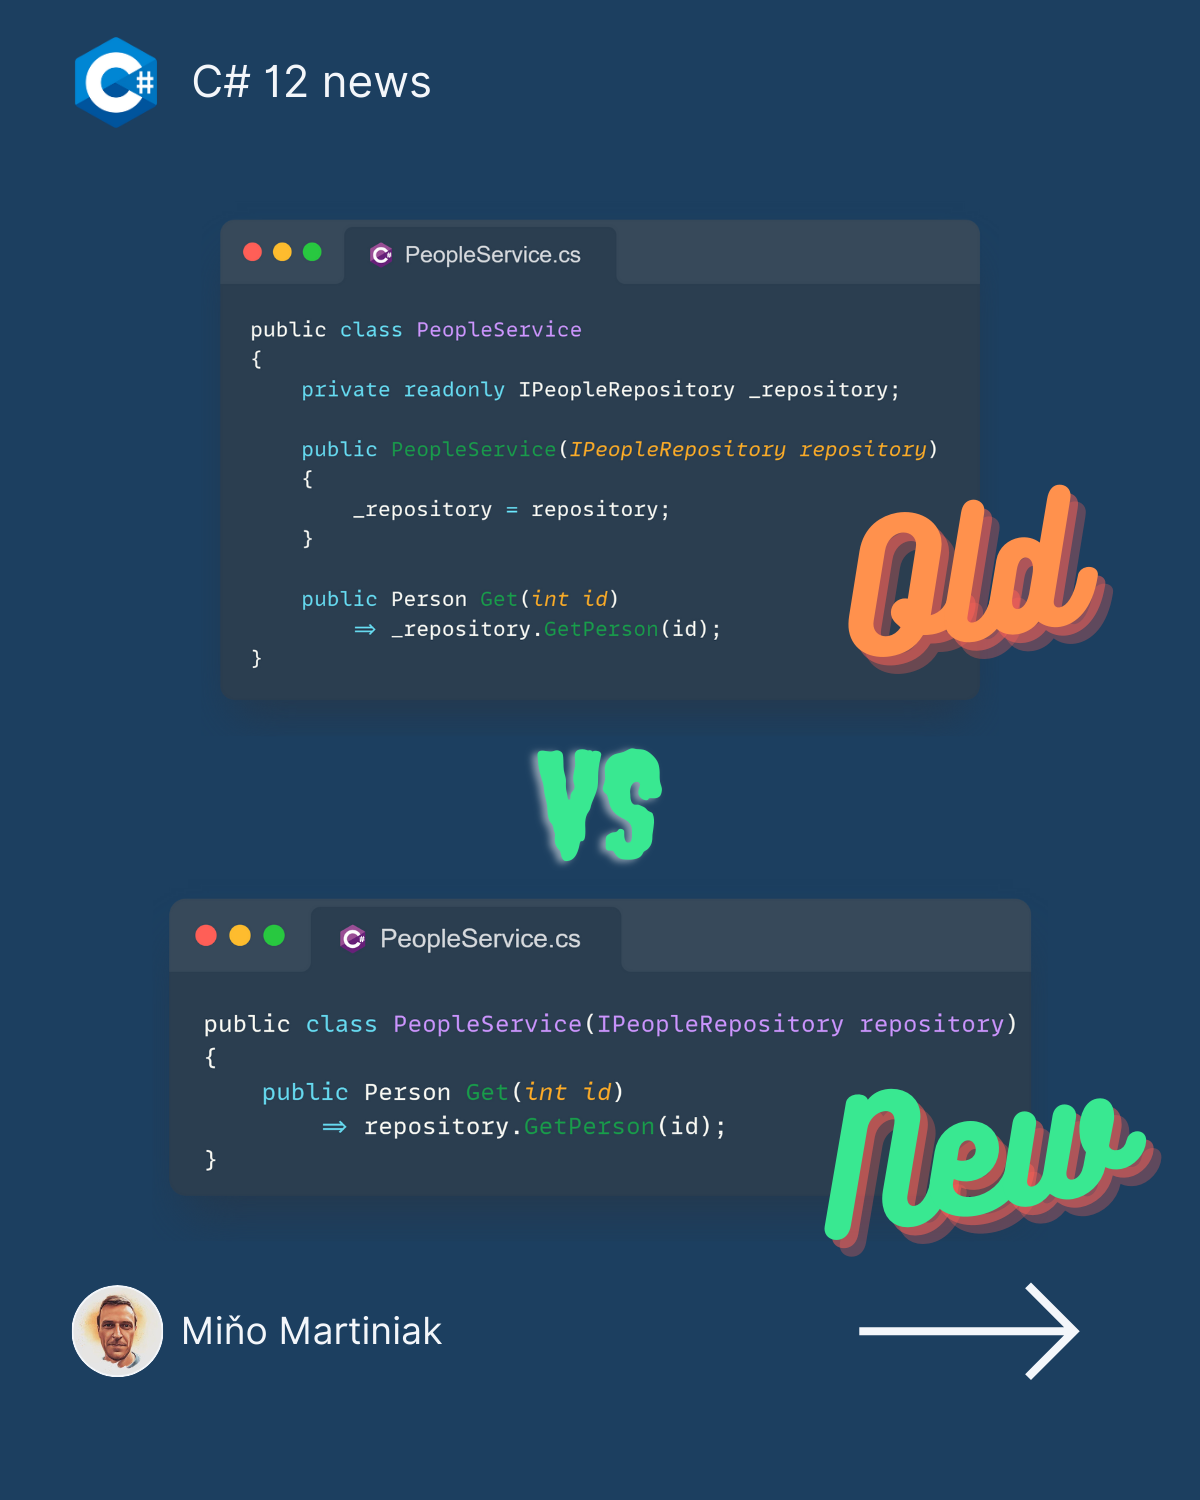 C# 12 news
PeopleService.cs
public class PeopleService
{
    private readonly IPeopleRepository _repository;
    public PeopleService(IPeopleRepository repository)
    {
        _repository = repository;
    }
    public Person Get(int id)
        => _repository.GetPerson(id);
}
Old
VS
PeopleService.cs
public class PeopleService(IPeopleRepository repository)
{
    public Person Get(int id)
        => repository.GetPerson(id);
}
New
Miňo Martiniak